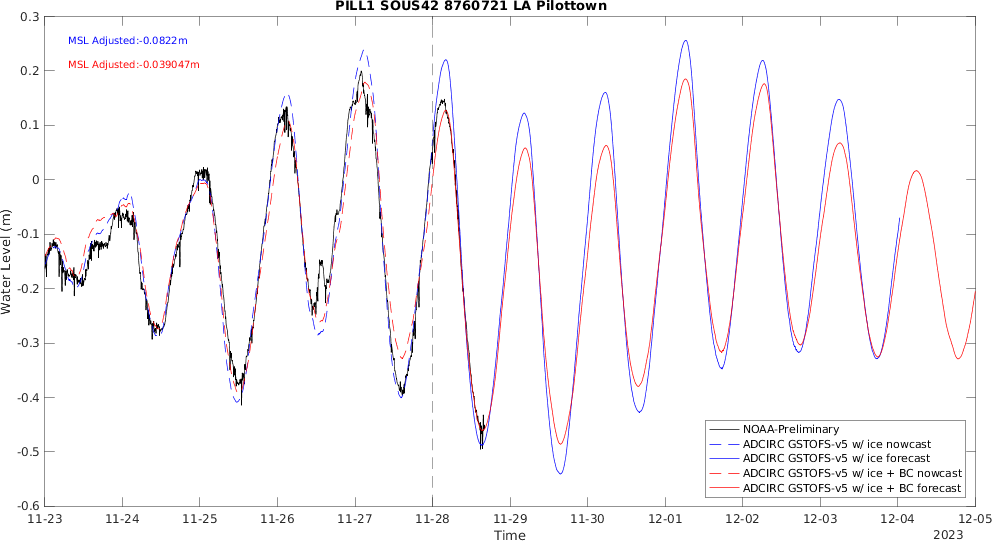 PILL1 SOUS42 8760721 LA Pilottown
MSL Adjusted:-0.0822m
MSL Adjusted:-0.039047m
0.3
0.2
0.1
0
-0.1
-0.2
-0.3
-0.4
-0.5
-0.6
Water Level (m)
NOAA-Preliminary
ADCIRC GSTOFS-v5 w/ ice nowcast
ADCIRC GSTOFS-v5 w/ ice forecast
ADCIRC GSTOFS-v5 w/ ice + BC nowcast
ADCIRC GSTOFS-v5 w/ ice + BC forecast
11-23 11-24 11-25 11-26 11-27 11-28 11-29 11-30 12-01 12-02 12-03 12-04 12-05
Time
2023